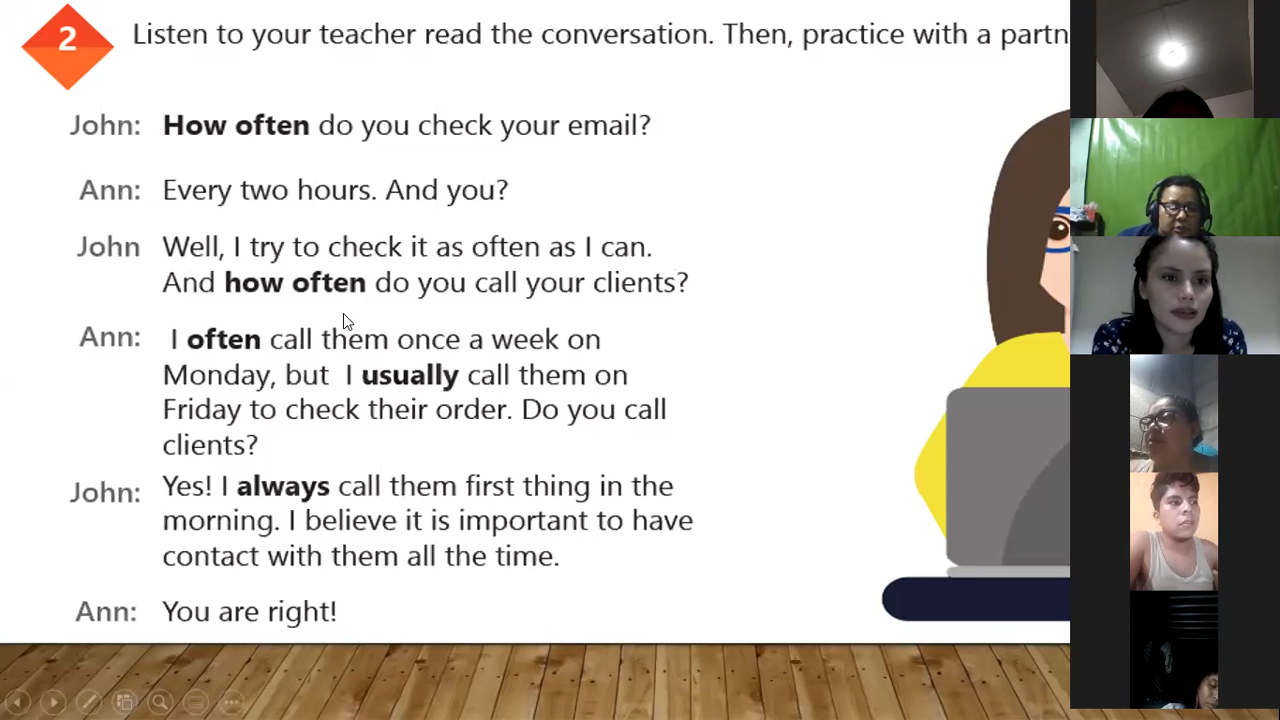 2 Listen to your teacher read the conversation. Then, practice with a partn
John: How often do you check your email?
Ann: Every two hours. And you?
John Well, I try to check it as often as I can.
And how often do you call your clients?
Ann: I often call them once a week on
Monday, but I usually call them on
Friday to check their order. Do you call
clients?
John: Yes! I always call them first thing in the
morning. I believe it is important to have
contact with them all the time.
Ann: You are right!